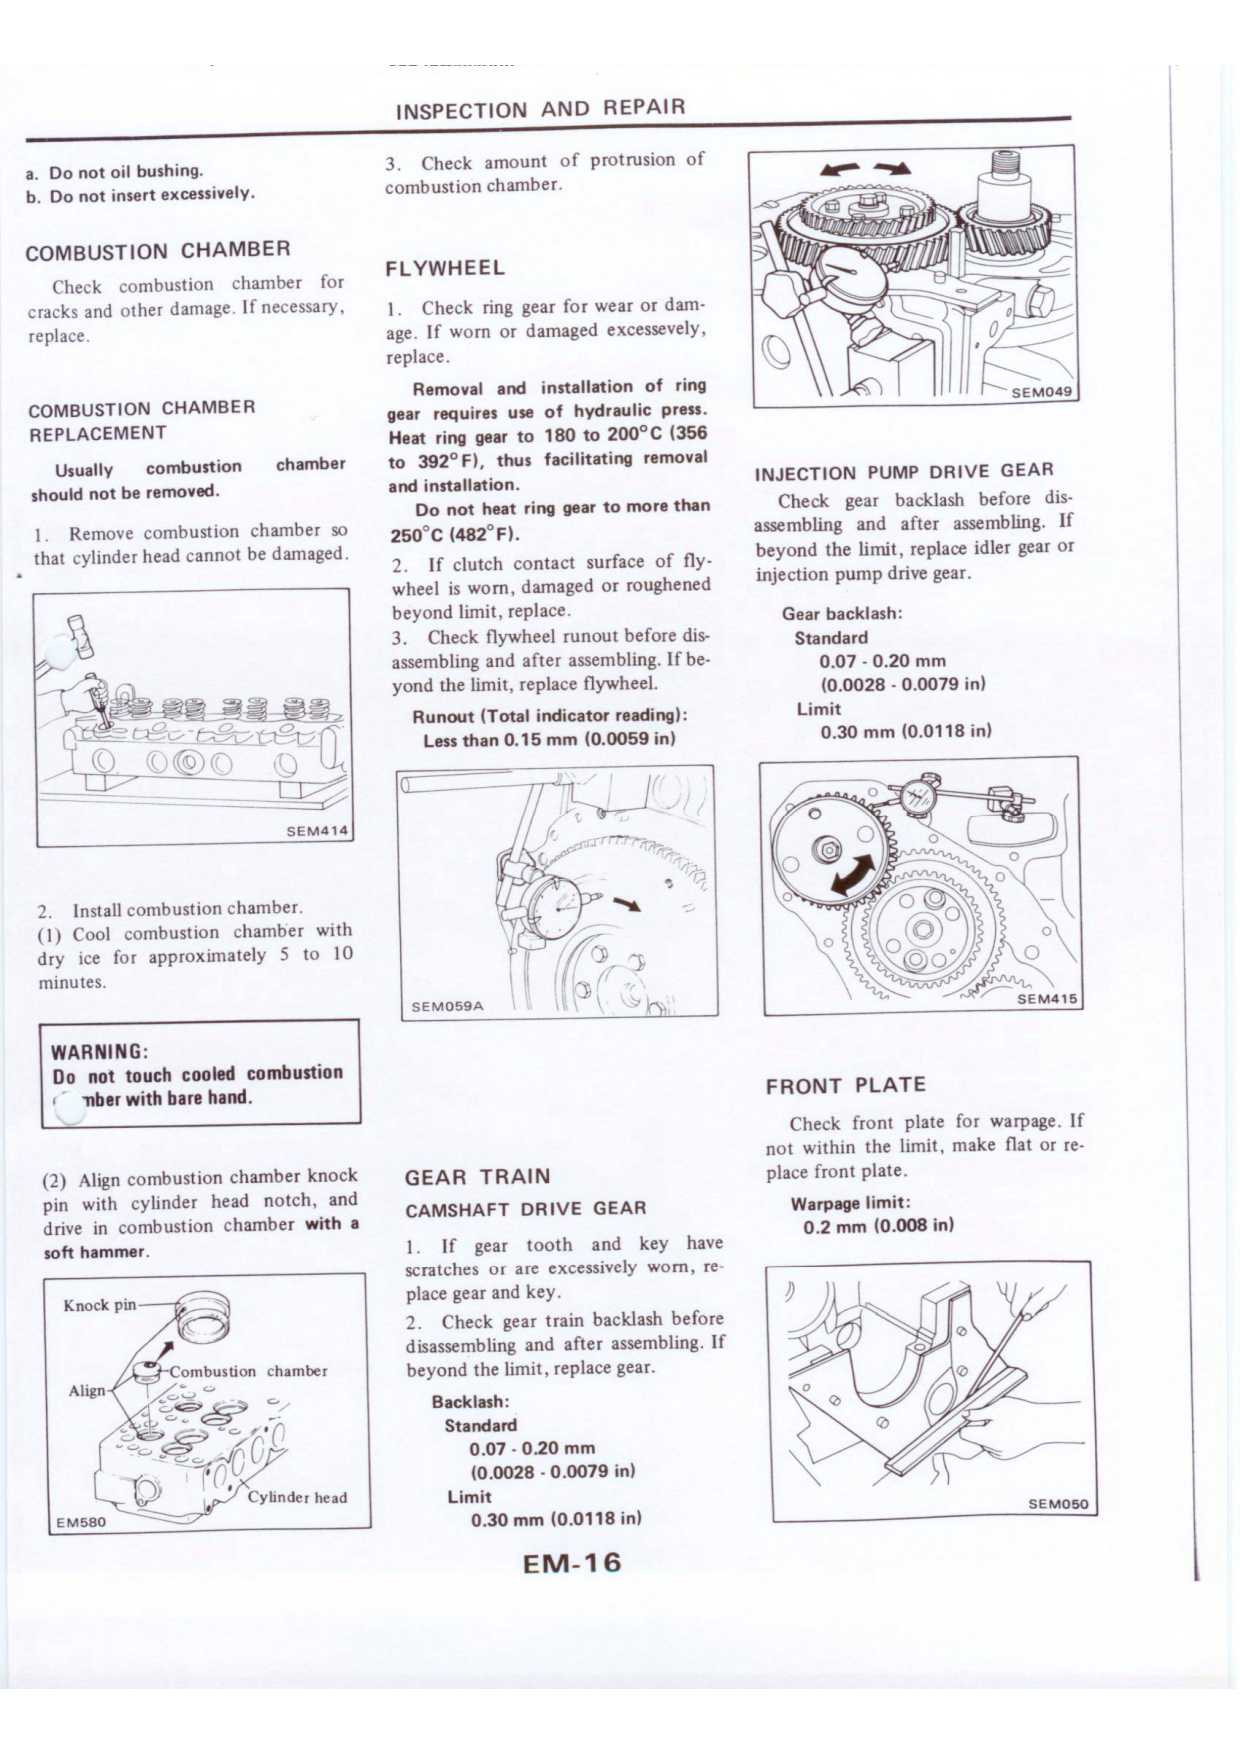 INSPECTION AND REPAIR
a. Do not oil bushing.
b. Do not insert excessively.
COMBUSTION CHAMBER
Check combustion chamber for
cracks and other damage. If necessary,
replace.
COMBUSTION CHAMBER
REPLACEMENT
Usually combustion chamber
should not be removed.
1. Remove combustion chamber so
that cylinder head cannot be damaged.
SEM414
2. Install combustion chamber.
(1) Cool combustion chamber with
dry ice for approximately 5 to 10
minutes.
WARNING:
Do not touch cooled combustion
mber with bare hand.
(2) Align combustion chamber knock
pin with cylinder head notch, and
drive in combustion chamber with a
soft hammer.
Knock pin
Combustion chamber
Align
Cylinder head
EM580
3. Check amount of protrusion of
combustion chamber.
FLYWHEEL
1. Check ring gear for wear or dam-
age. If worn or damaged excessevely,
replace.
Removal and installation of ring
gear requires use of hydraulic press.
Heat ring gear to 180 to 200°C (356
to 392°F), thus facilitating removal
and installation.
Do not heat ring gear to more than
250°C (482°F).
2. If clutch contact surface of fly-
wheel is worn, damaged or roughened
beyond limit, replace.
3. Check flywheel runout before dis-
assembling and after assembling. If be-
yond the limit, replace flywheel.
Runout (Total indicator reading):
Less than 0.15 mm (0.0059 in)
SEM059A
GEAR TRAIN
CAMSHAFT DRIVE GEAR
1. If gear tooth and key have
scratches or are excessively worn, re-
place gear and key.
2. Check gear train backlash before
disassembling and after assembling. If
beyond the limit, replace gear.
Backlash:
Standard
0.07 - 0.20 mm
(0.0028 - 0.0079 in)
Limit
0.30 mm (0.0118 in)
SEM049
INJECTION PUMP DRIVE GEAR
Check gear backlash before dis-
assembling and after assembling. If
beyond the limit, replace idler gear or
injection pump drive gear.
Gear backlash:
Standard
0.07 - 0.20 mm
(0.0028 - 0.0079 in)
Limit
0.30 mm (0.0118 in)
SEM415
FRONT PLATE
Check front plate for warpage. If
not within the limit, make flat or re-
place front plate.
Warpage limit:
0.2 mm (0.008 in)
SEM050
EM-16